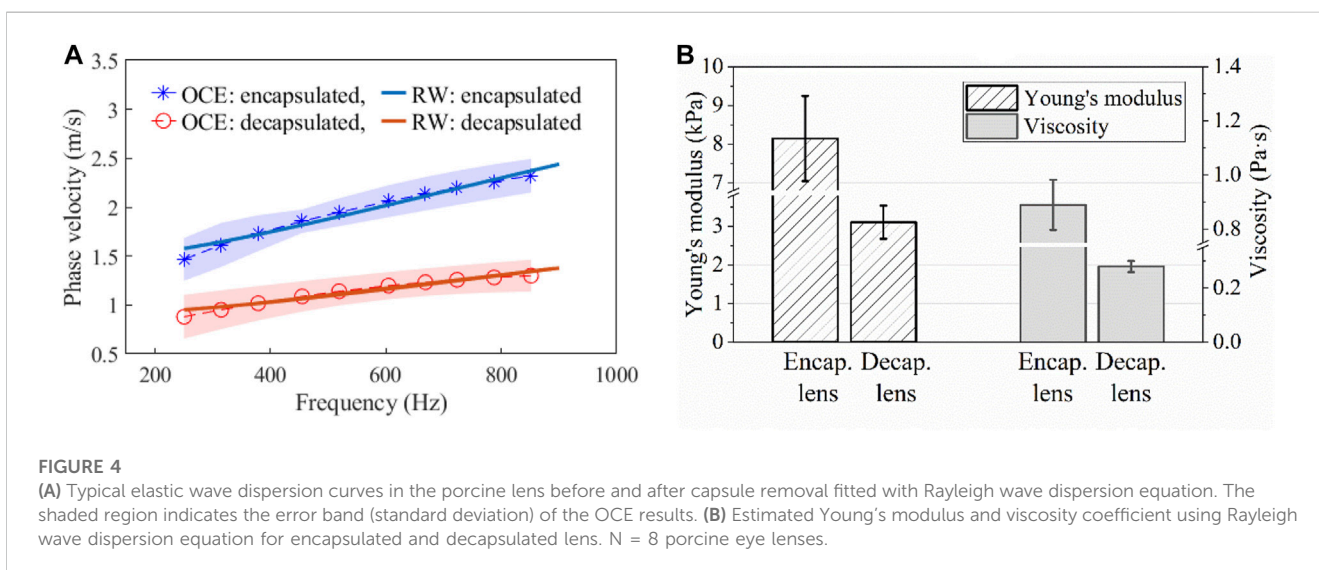 A
3.5
3
2.5
2
1.5
1
0.5
Phase velocity (m/s)
OCE: encapsulated, RW: encapsulated
OCE: decapsulated, RW: decapsulated
200 400 600 800 1000
Frequency (Hz)
B
10
9
8
7
3
2
1
0
Young's modulus (kPa)
Young's modulus
Viscosity
1.4
1.2
1.0
0.8
0.2
0.0
Viscosity (Pa·s)
Encap. Decap. Encap. Decap.
lens lens lens lens
FIGURE 4
(A) Typical elastic wave dispersion curves in the porcine lens before and after capsule removal fitted with Rayleigh wave dispersion equation. The
shaded region indicates the error band (standard deviation) of the OCE results. (B) Estimated Young's modulus and viscosity coefficient using Rayleigh
wave dispersion equation for encapsulated and decapsulated lens. N = 8 porcine eye lenses.